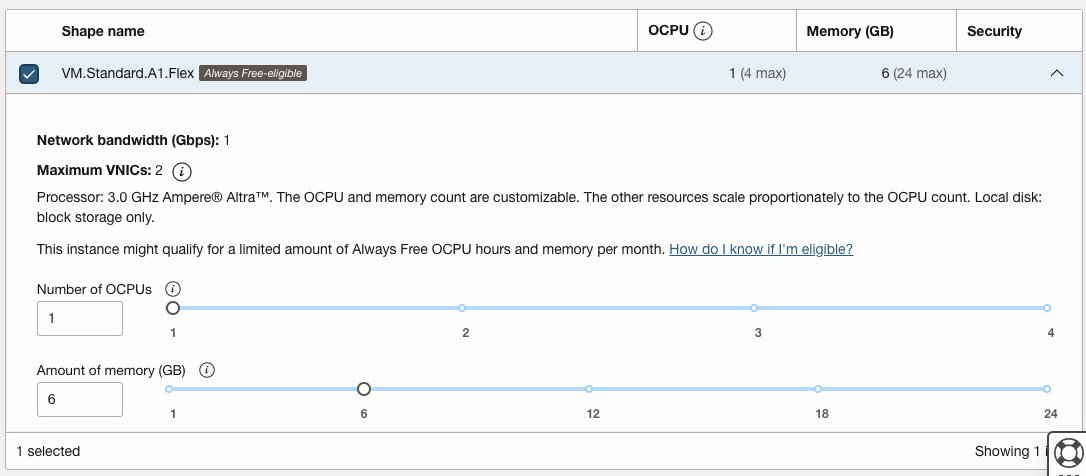 Shape name OCPU i Memory (GB) Security
VM.Standard.A1.Flex Always Free-eligible 1 (4 max) 6 (24 max)
Network bandwidth (Gbps): 1
Maximum VNICs: 2 i
Processor: 3.0 GHz Ampere® Altra™. The OCPU and memory count are customizable. The other resources scale proportionately to the OCPU count. Local disk:
block storage only.
This instance might qualify for a limited amount of Always Free OCPU hours and memory per month. How do I know if I'm eligible?
Number of OCPUs i
1
1 2 3 4
Amount of memory (GB) i
6
1 6 12 18 24
1 selected Showing 1